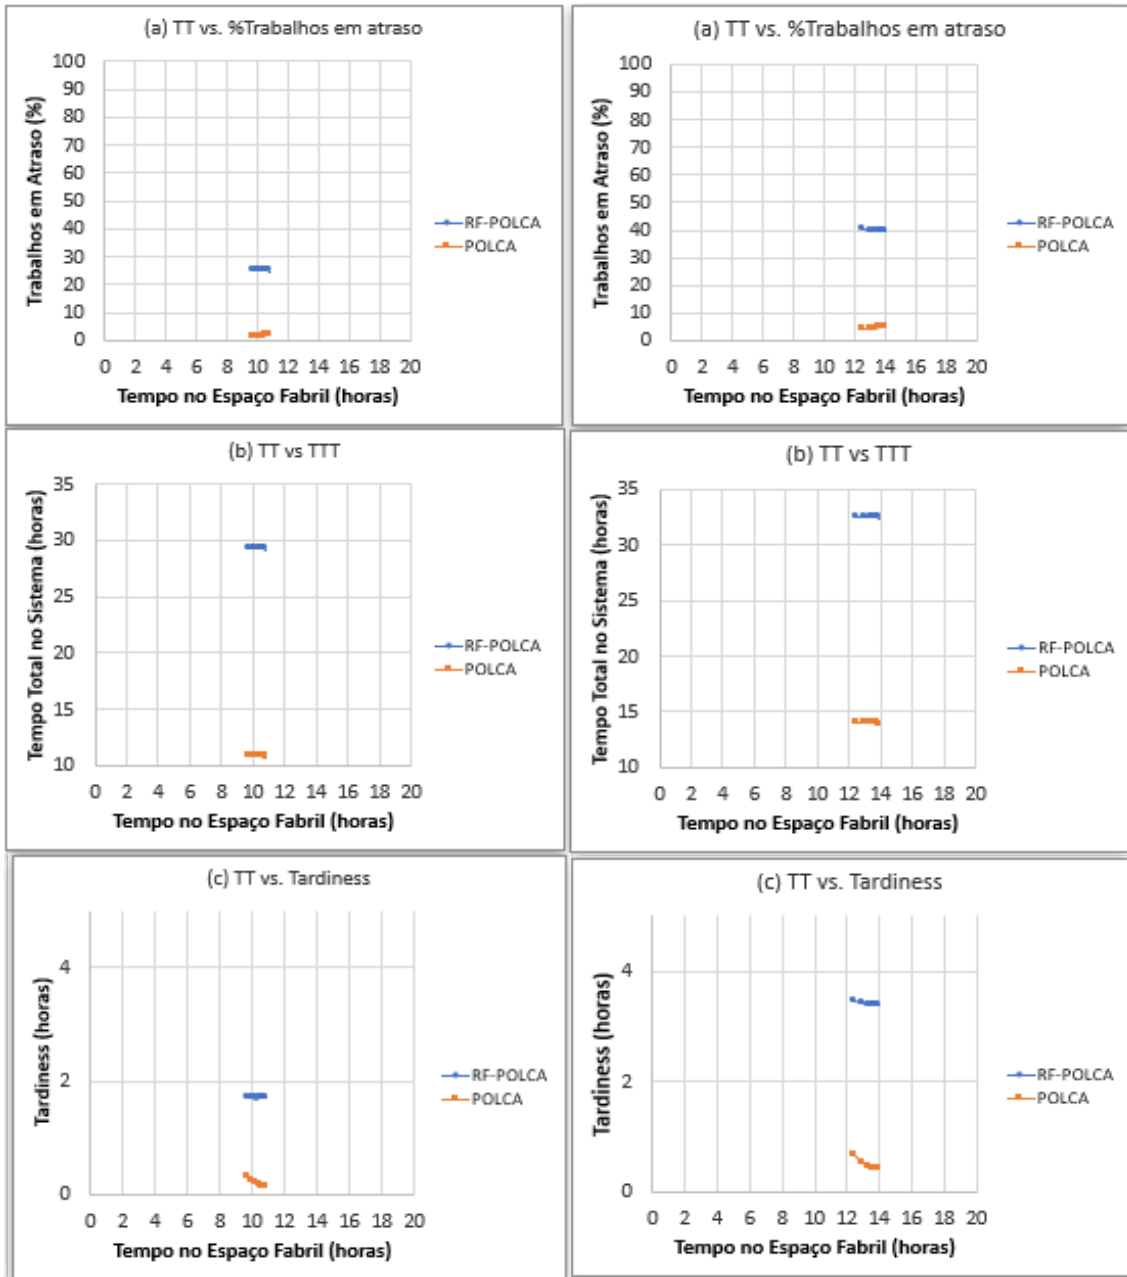 (a) TT vs. %Trabalhos em atraso
Trabalhos em Atraso (%)
100
90
80
70
60
50
40
30
20
10
0
0 2 4 6 8 10 12 14 16 18 20
Tempo no Espaço Fabril (horas)
RF-POLCA
POLCA
(a) TT vs. %Trabalhos em atraso
Trabalhos em Atraso (%)
100
90
80
70
60
50
40
30
20
10
0
0 2 4 6 8 10 12 14 16 18 20
Tempo no Espaço Fabril (horas)
RF-POLCA
POLCA
(b) TT vs TTT
Tempo Total no Sistema (horas)
35
30
25
20
15
10
0 2 4 6 8 10 12 14 16 18 20
Tempo no Espaço Fabril (horas)
RF-POLCA
POLCA
(b) TT vs TTT
Tempo Total no Sistema (horas)
35
30
25
20
15
10
0 2 4 6 8 10 12 14 16 18 20
Tempo no Espaço Fabril (horas)
RF-POLCA
POLCA
(c) TT vs. Tardiness
Tardiness (horas)
4
2
0
0 2 4 6 8 10 12 14 16 18 20
Tempo no Espaço Fabril (horas)
RF-POLCA
POLCA
(c) TT vs. Tardiness
Tardiness (horas)
4
2
0
0 2 4 6 8 10 12 14 16 18 20
Tempo no Espaço Fabril (horas)
RF-POLCA
POLCA